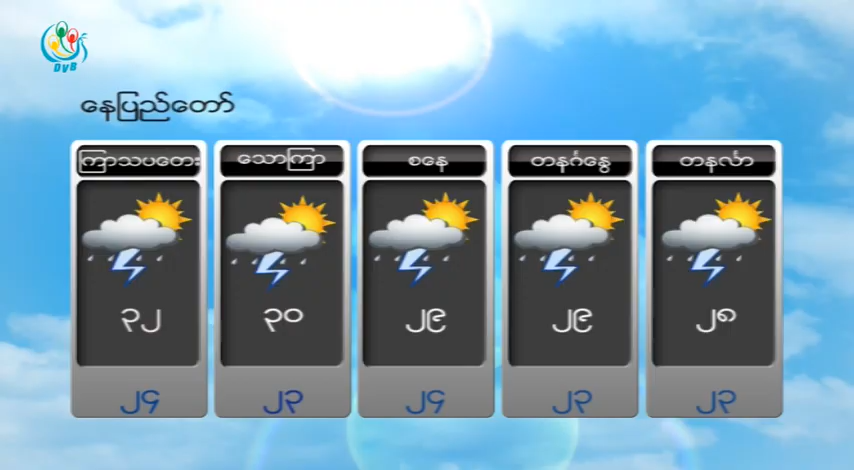 DVB
နေပြည်တော်
ကြာသပတေး သောကြာ စနေ တနင်္ဂနွေ တနင်္လာ
၃၂ ၃၀ ၂၉ ၂၉ ၂၈
၂၄ ၂၃ ၂၄ ၂၃ ၂၃